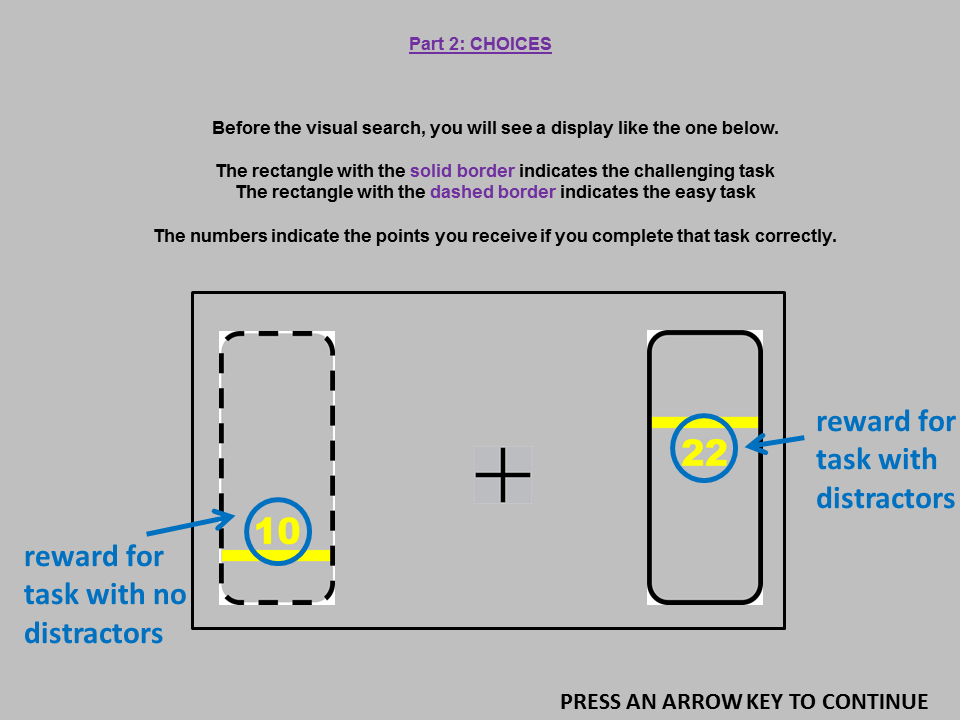 Part 2: CHOICES
Before the visual search, you will see a display like the one below.
The rectangle with the solid border indicates the challenging task
The rectangle with the dashed border indicates the easy task
The numbers indicate the points you receive if you complete that task correctly.
10
reward for
task with no
distractors
22
reward for
task with
distractors
PRESS AN ARROW KEY TO CONTINUE